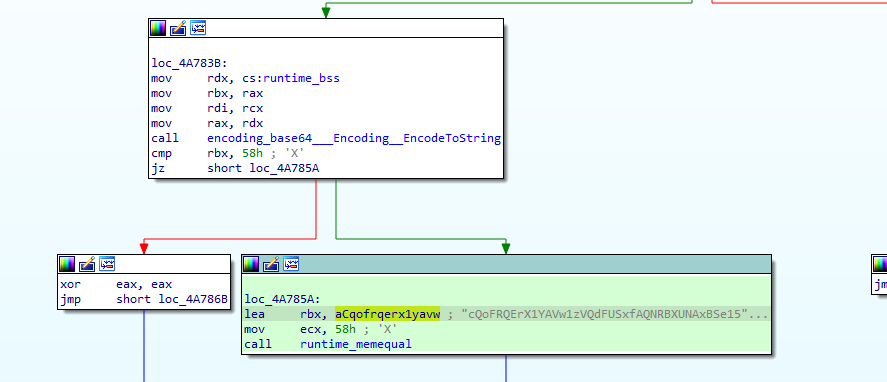 loc_4A783B:
mov rdx, cs:runtime_bss
mov rbx, rax
mov rdi, rcx
mov rax, rdx
call encoding_base64___Encoding__EncodeToString
cmp rbx, 58h ; 'X'
jz short loc_4A785A
xor eax, eax
jmp short loc_4A786B
loc_4A785A:
lea rbx, aCqofrqerx1yavw ; "cQoFRQErX1YAVw1zVQdFUSxfAQNRBXUNAxBSe15"...
mov ecx, 58h ; 'X'
call runtime_memequal
jm